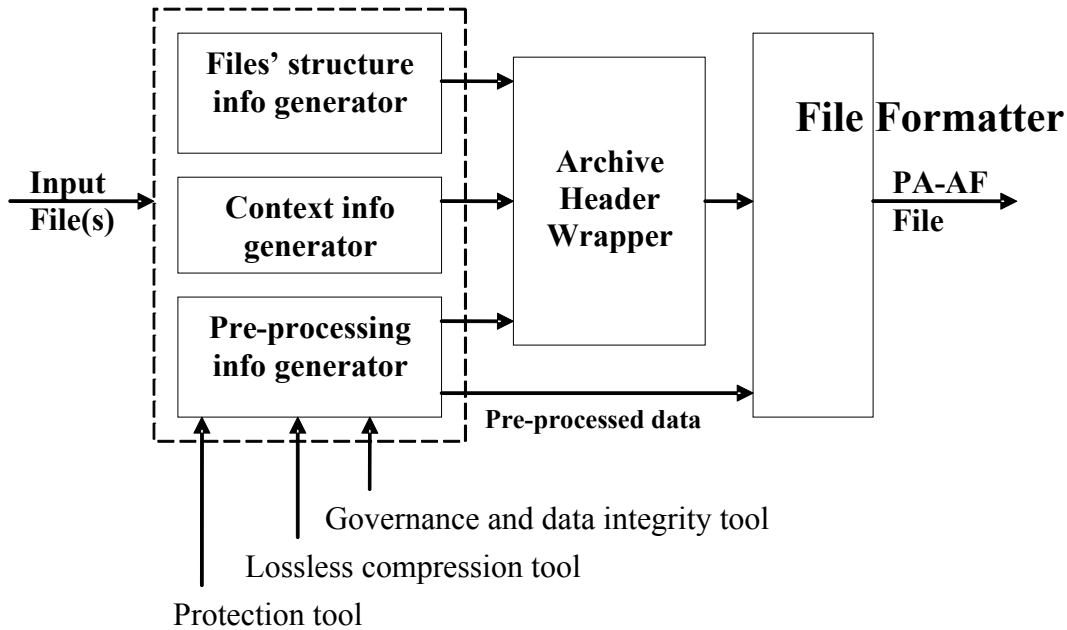 Files’ structure
info generator
File Formatter
Archive
Header
Wrapper
Input
File(s)
Context info
generator
PA-AF
File
Pre-processing
info generator
Pre-processed data
Governance and data integrity tool
Lossless compression tool
Protection tool